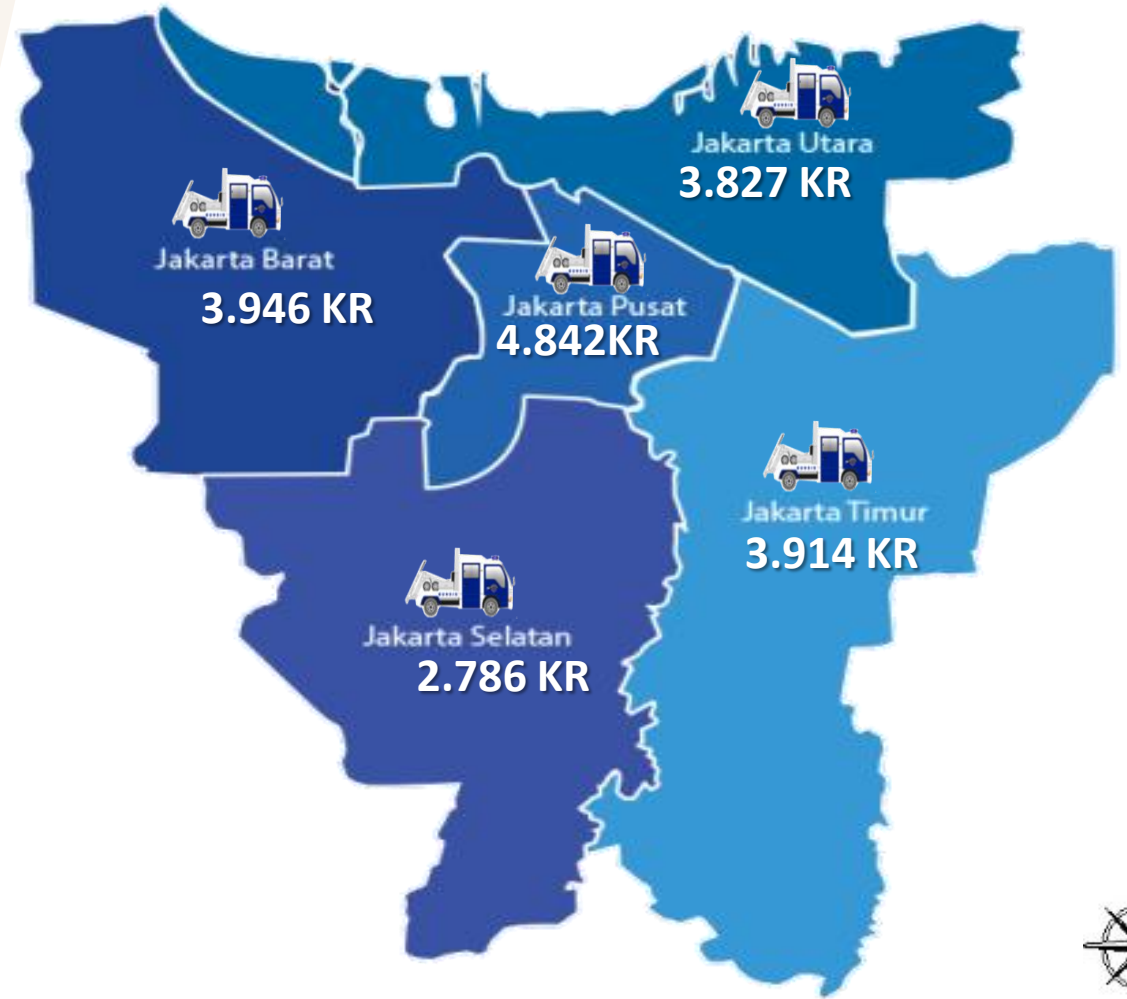 Jakarta Utara
3.827 KR
Jakarta Barat
3.946 KR
Jakarta Pusat
4.842KR
Jakarta Timur
3.914 KR
Jakarta Selatan
2.786 KR